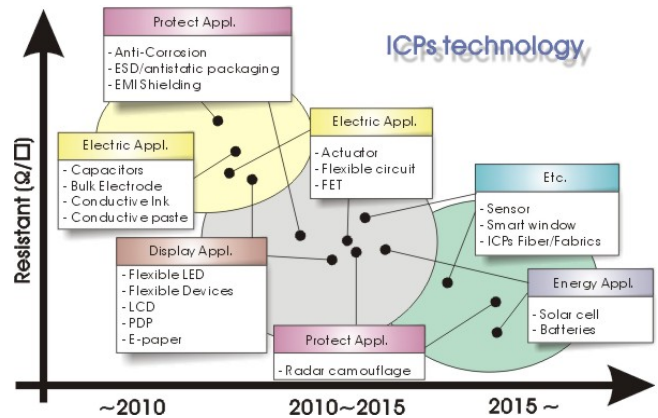 ICPs technology
Protect Appl.
- Anti-Corrosion
- ESD/antistatic packaging
- EMI Shielding
Electric Appl.
- Capacitors
- Bulk Electrode
- Conductive Ink
- Conductive paste
Electric Appl.
- Actuator
- Flexible circuit
- FET
Etc.
- Sensor
- Smart window
- ICPs Fiber/Fabrics
Display Appl.
- Flexible LED
- Flexible Devices
- LCD
- PDP
- E-paper
Energy Appl.
- Solar cell
- Batteries
Protect Appl.
- Radar camouflage
Resistant (Ω/□)
~2010
2010~2015
2015 ~